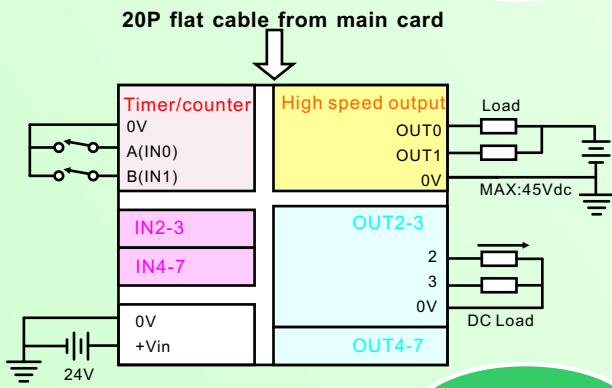 20P flat cable from main card
Timer/counter
0V
A(IN0)
B(IN1)
High speed output
OUT0
OUT1
0V
Load
MAX:45Vdc
IN2-3
IN4-7
OUT2-3
2
3
0V
DC Load
0V
+Vin
24V
OUT4-7